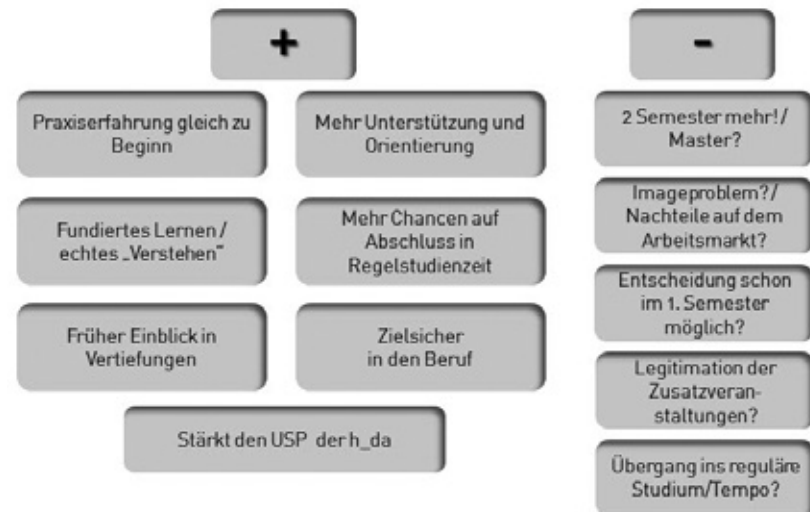 +
Praxiserfahrung gleich zu
Beginn
Mehr Unterstützung und
Orientierung
Fundiertes Lernen /
echtes „Verstehen"
Mehr Chancen auf
Abschluss in
Regelstudienzeit
Früher Einblick in
Vertiefungen
Zielsicher
in den Beruf
Stärkt den USP der h_da
-
2 Semester mehr! /
Master?
Imageproblem? /
Nachteile auf dem
Arbeitsmarkt?
Entscheidung schon
im 1. Semester
möglich?
Legitimation der
Zusatzveran-
staltungen?
Übergang ins reguläre
Studium/Tempo?